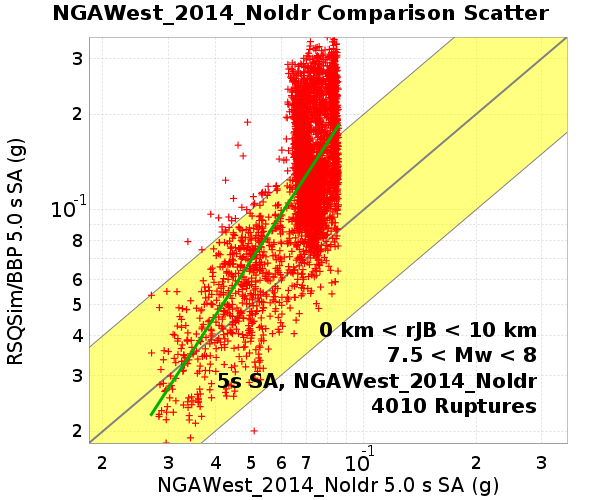 NGAWest_2014_NoIdr Comparison Scatter
3
2
10-1
8
6
5
4
3
2
RSQSim/BBP 5.0 s SA (g)
0 km < rJB < 10 km
7.5 < Mw < 8
5s SA, NGAWest_2014_NoIdr
4010 Ruptures
2 3 4 5 6 7 10-1 2 3
NGAWest_2014_NoIdr 5.0 s SA (g)